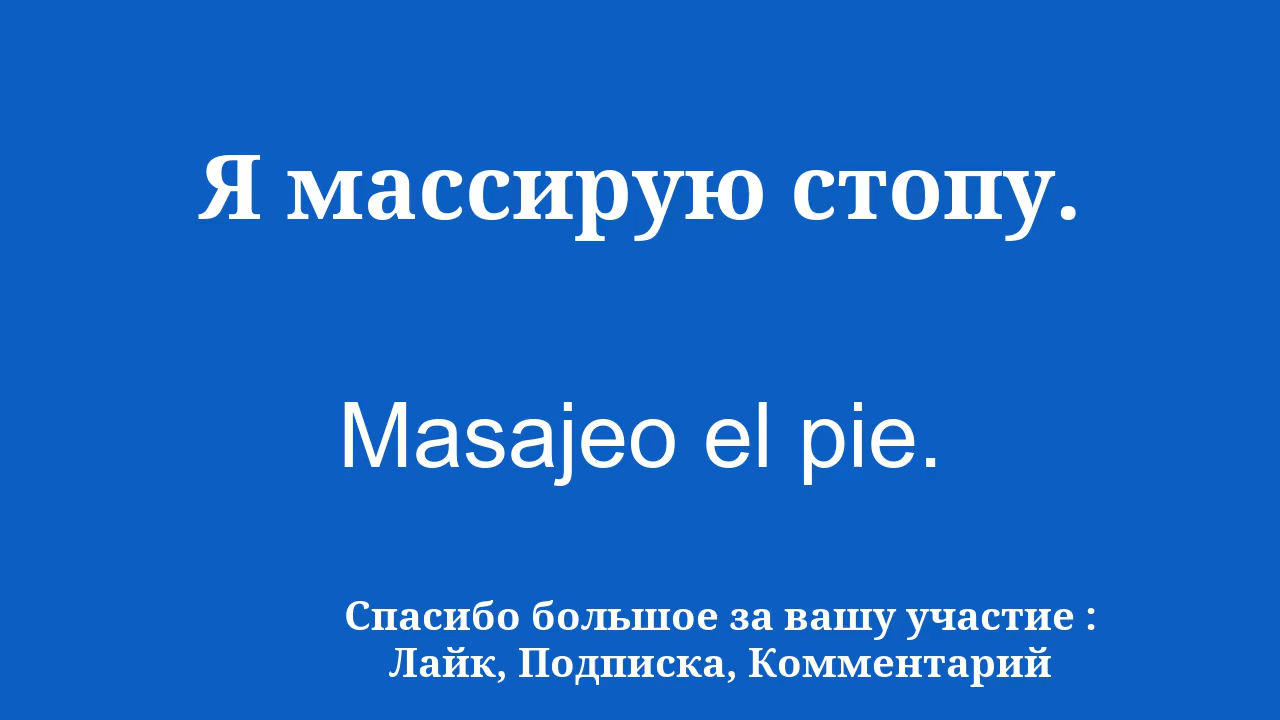 Я массирую стопу.
Masajeo el pie.
Спасибо большое за вашу участие :
Лайк, Подписка, Комментарий